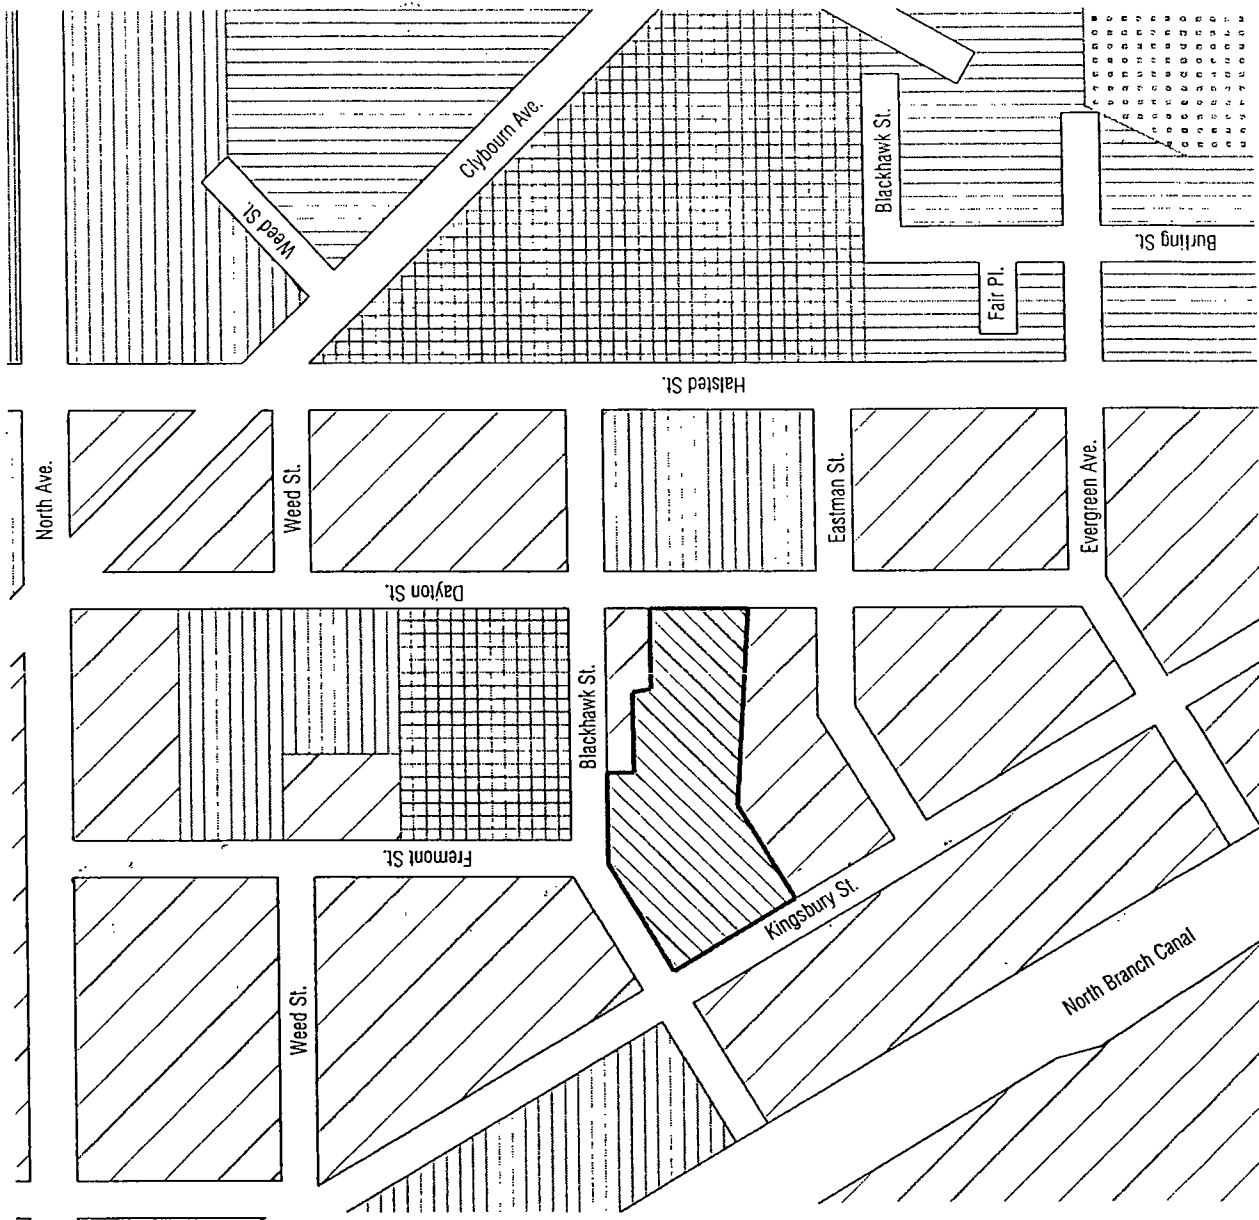 Clybourn Ave.
Weed St.
Blackhawk St.
Burling St.
Fair Pl.
Halsted St.
North Ave.
Weed St.
Eastman St.
Evergreen Ave.
Dayton St.
Blackhawk St.
Fremont St.
Kingsbury St.
North Branch Canal
Weed St.